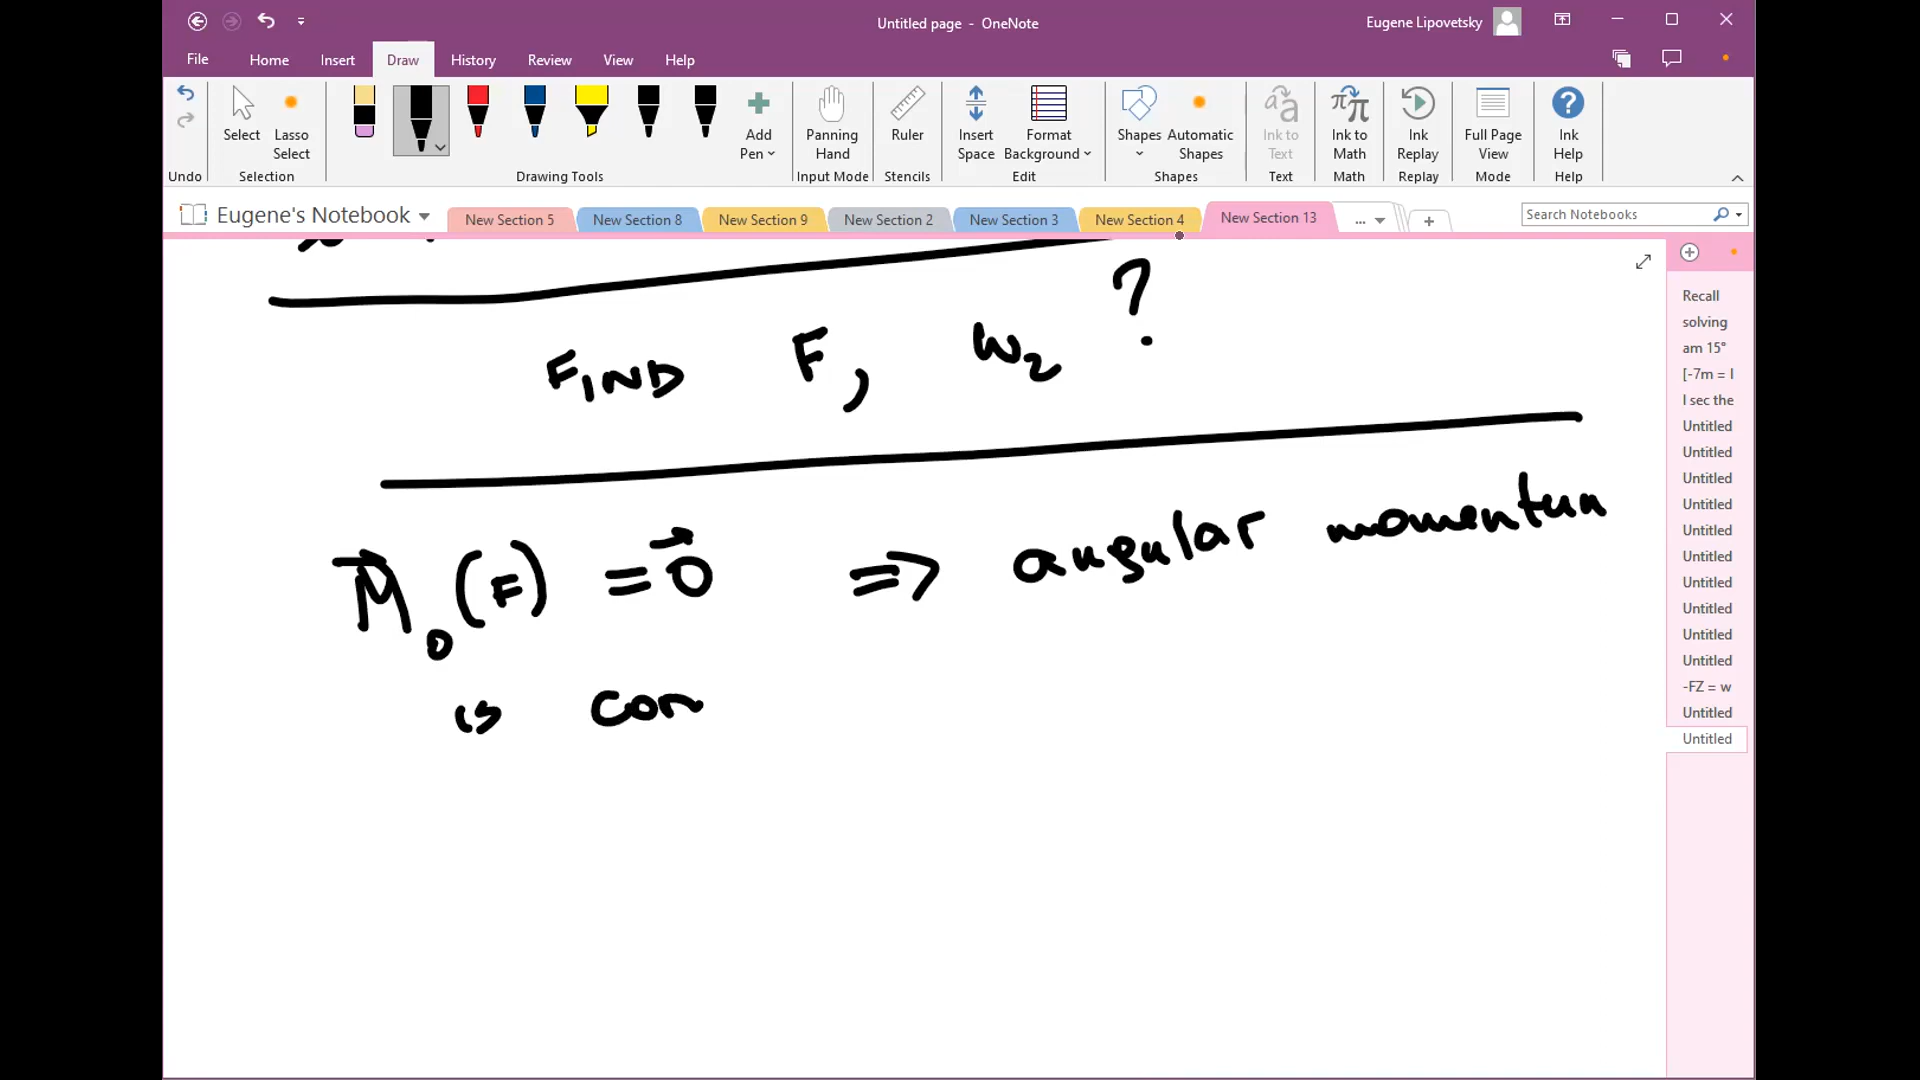 Untitled page - OneNote
Eugene Lipovetsky
File Home Insert Draw History Review View Help
Select Lasso Select Add Pen Panning Hand Ruler Insert Space Format Background Shapes Automatic Shapes Ink to Text Ink to Math Ink Replay Full Page View Ink Help
Undo Selection Drawing Tools Input Mode Stencils Edit Shapes Text Math Replay Mode Help
Eugene's Notebook New Section 5 New Section 8 New Section 9 New Section 2 New Section 3 New Section 4 New Section 13 ... Search Notebooks
FIND F, w₂ ?
M⃗₀ (F) = 0⃗ => angular momentum
is con
Recall
solving
am 15°
[-7m = I
I sec the
Untitled
Untitled
Untitled
Untitled
Untitled
Untitled
Untitled
Untitled
Untitled
Untitled
-FZ = w
Untitled
Untitled